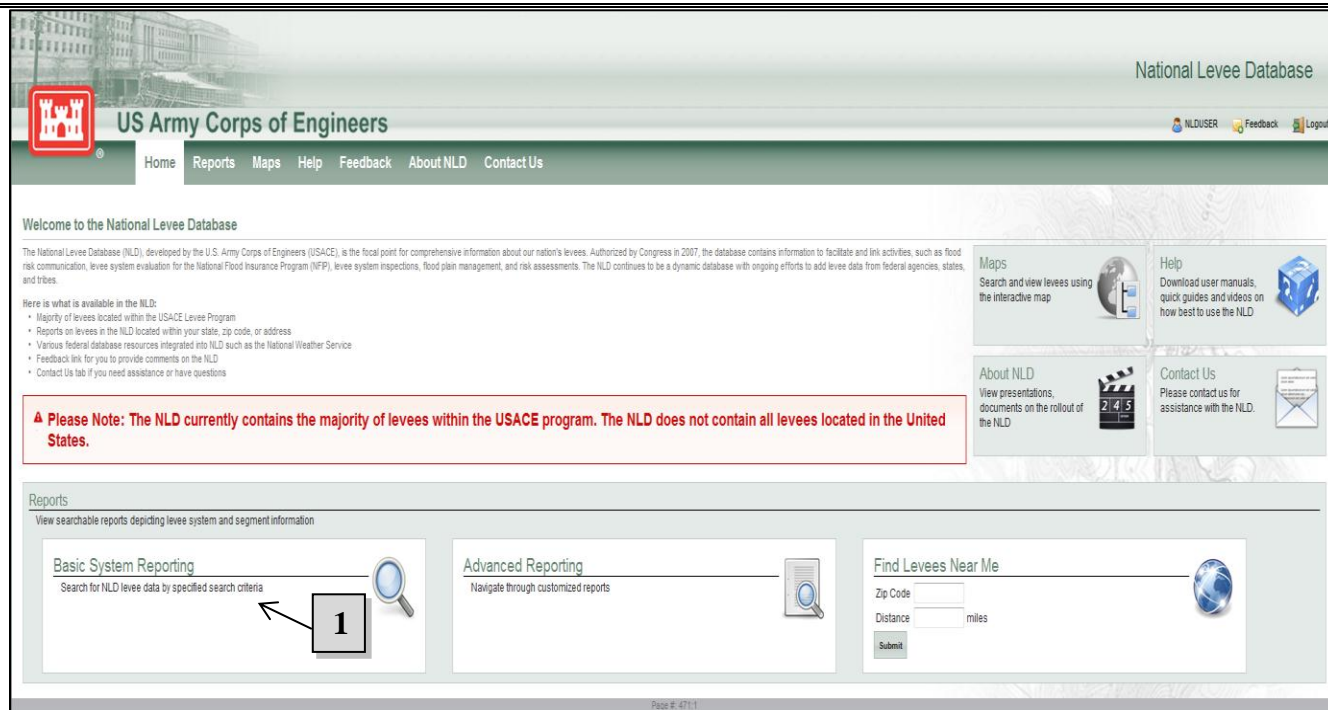 National Levee Database
US Army Corps of Engineers
®
NLDUSER Feedback Logout
Home Reports Maps Help Feedback About NLD Contact Us
Welcome to the National Levee Database
The National Levee Database (NLD), developed by the U.S. Army Corps of Engineers (USACE), is the focal point for comprehensive information about our nation's levees. Authorized by Congress in 2007, the database contains information to facilitate and link activities, such as flood
risk communication, levee system evaluation for the National Flood Insurance Program (NFIP), levee system inspections, flood plain management, and risk assessments. The NLD continues to be a dynamic database with ongoing efforts to add levee data from federal agencies, states,
and tribes.
Here is what is available in the NLD:
• Majority of levees located within the USACE Levee Program
• Reports on levees in the NLD located within your state, zip code, or address
• Various federal database resources integrated into NLD such as the National Weather Service
• Feedback link for you to provide comments on the NLD
• Contact Us tab if you need assistance or have questions
Please Note: The NLD currently contains the majority of levees within the USACE program. The NLD does not contain all levees located in the United
States.
Maps
Search and view levees using
the interactive map
Help
Download user manuals,
quick guides and videos on
how best to use the NLD
About NLD
View presentations,
documents on the rollout of
the NLD
2 4 5
Contact Us
Please contact us for
assistance with the NLD.
Reports
View searchable reports depicting levee system and segment information
Basic System Reporting
Search for NLD levee data by specified search criteria
1
Advanced Reporting
Navigate through customized reports
Find Levees Near Me
Zip Code
Distance miles
Submit
Page #: 471:1